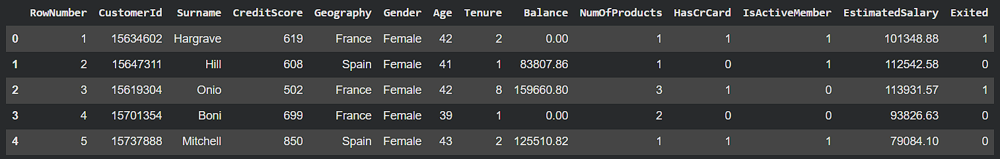 RowNumber CustomerId Surname CreditScore Geography Gender Age Tenure Balance NumOfProducts HasCrCard IsActiveMember EstimatedSalary Exited
0 1 15634602 Hargrave 619 France Female 42 2 0.00 1 1 1 101348.88 1
1 2 15647311 Hill 608 Spain Female 41 1 83807.86 1 0 1 112542.58 0
2 3 15619304 Onio 502 France Female 42 8 159660.80 3 1 0 113931.57 1
3 4 15701354 Boni 699 France Female 39 1 0.00 2 0 0 93826.63 0
4 5 15737888 Mitchell 850 Spain Female 43 2 125510.82 1 1 1 79084.10 0